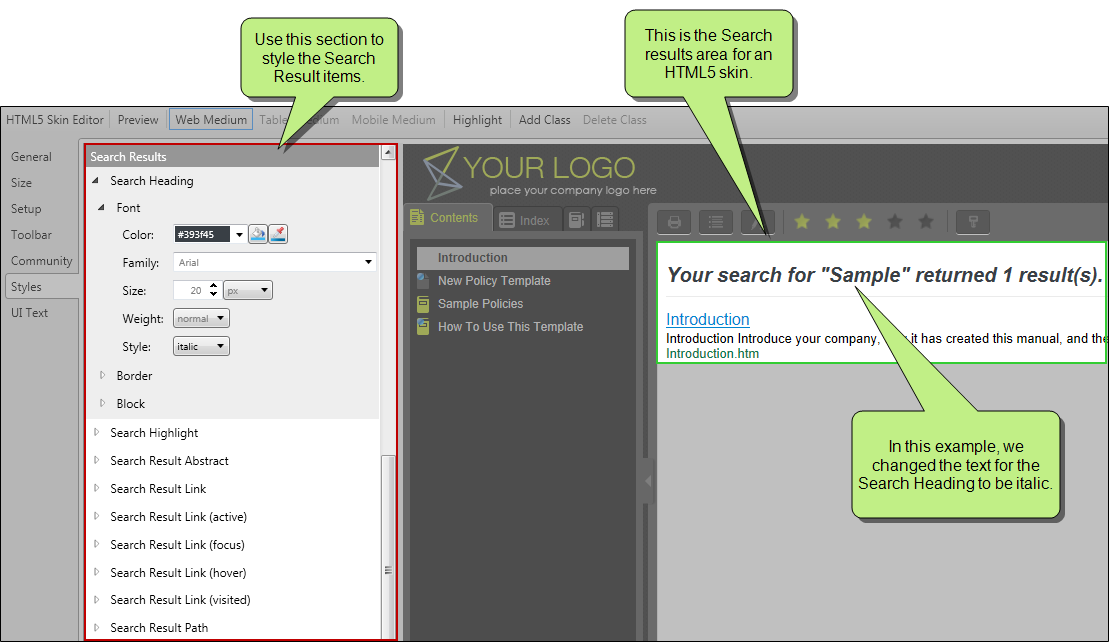 Use this section to
style the Search
Result items.
This is the Search
results area for an
HTML5 skin.
HTML5 Skin Editor Preview Web Medium Mobile Medium Highlight Add Class Delete Class
General
Size
Setup
Toolbar
Community
Styles
UI Text
Search Results
Search Heading
Font
Color: #393f45
Family: Arial
Size: 20 px
Weight: normal
Style: italic
Border
Block
Search Highlight
Search Result Abstract
Search Result Link
Search Result Link (active)
Search Result Link (focus)
Search Result Link (hover)
Search Result Link (visited)
Search Result Path
YOUR LOGO
place your company logo here
Contents Index
Introduction
New Policy Template
Sample Policies
How To Use This Template
Your search for "Sample" returned 1 result(s).
Introduction
Introduction Introduce your company, it has created this manual, and the
Introduction.htm
In this example, we
changed the text for the
Search Heading to be italic.